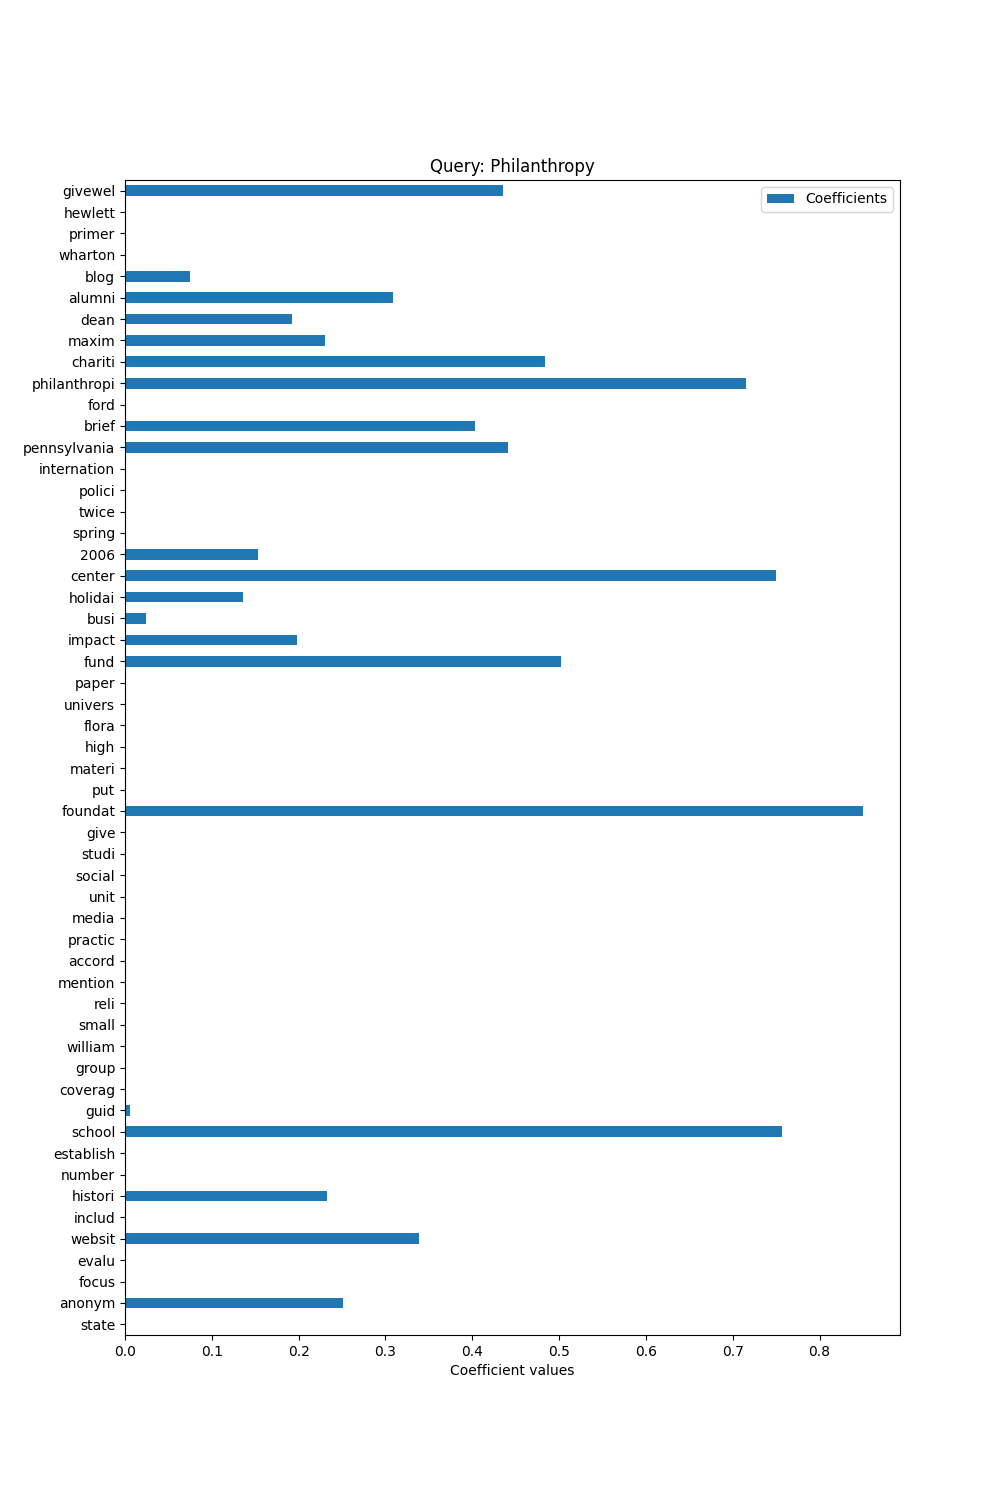 Query: Philanthropy
Coefficients
givewel
hewlett
primer
wharton
blog
alumni
dean
maxim
chariti
philanthropi
ford
brief
pennsylvania
internation
polici
twice
spring
2006
center
holidai
busi
impact
fund
paper
univers
flora
high
materi
put
foundat
give
studi
social
unit
media
practic
accord
mention
reli
small
william
group
coverag
guid
school
establish
number
histori
includ
websit
evalu
focus
anonym
state
0.0 0.1 0.2 0.3 0.4 0.5 0.6 0.7 0.8
Coefficient values